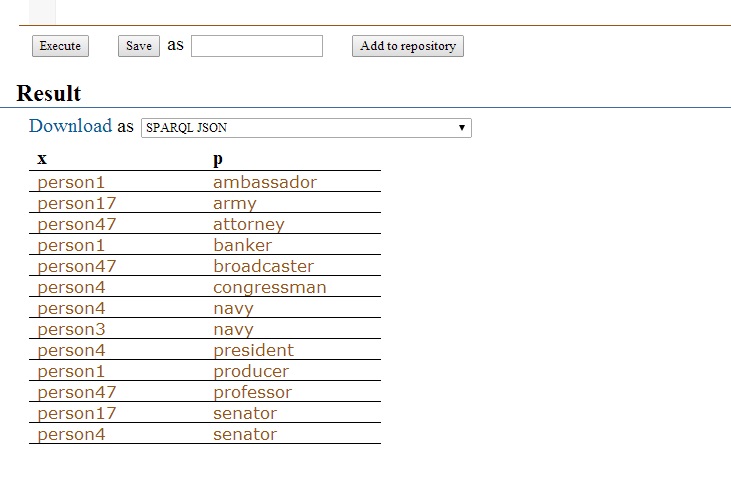 Execute Save as Add to repository
Result
Download as SPARQL JSON
x p
person1 ambassador
person17 army
person47 attorney
person1 banker
person47 broadcaster
person4 congressman
person4 navy
person3 navy
person4 president
person1 producer
person47 professor
person17 senator
person4 senator